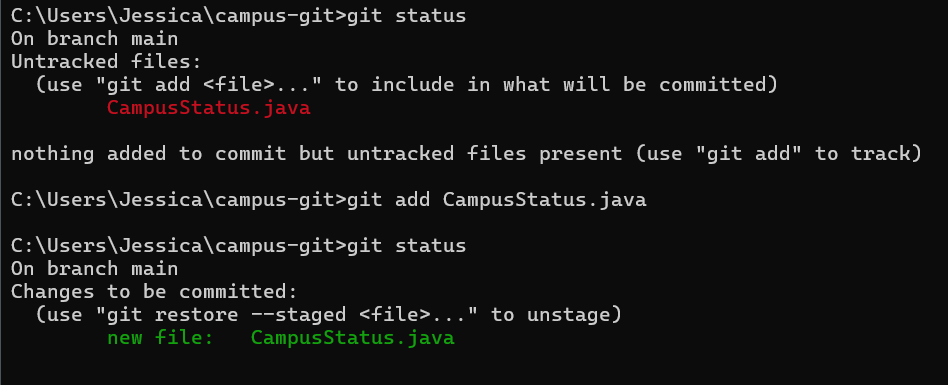 C:\Users\Jessica\campus-git>git status
On branch main
Untracked files:
  (use "git add <file>..." to include in what will be committed)
        CampusStatus.java

nothing added to commit but untracked files present (use "git add" to track)

C:\Users\Jessica\campus-git>git add CampusStatus.java

C:\Users\Jessica\campus-git>git status
On branch main
Changes to be committed:
  (use "git restore --staged <file>..." to unstage)
        new file:   CampusStatus.java